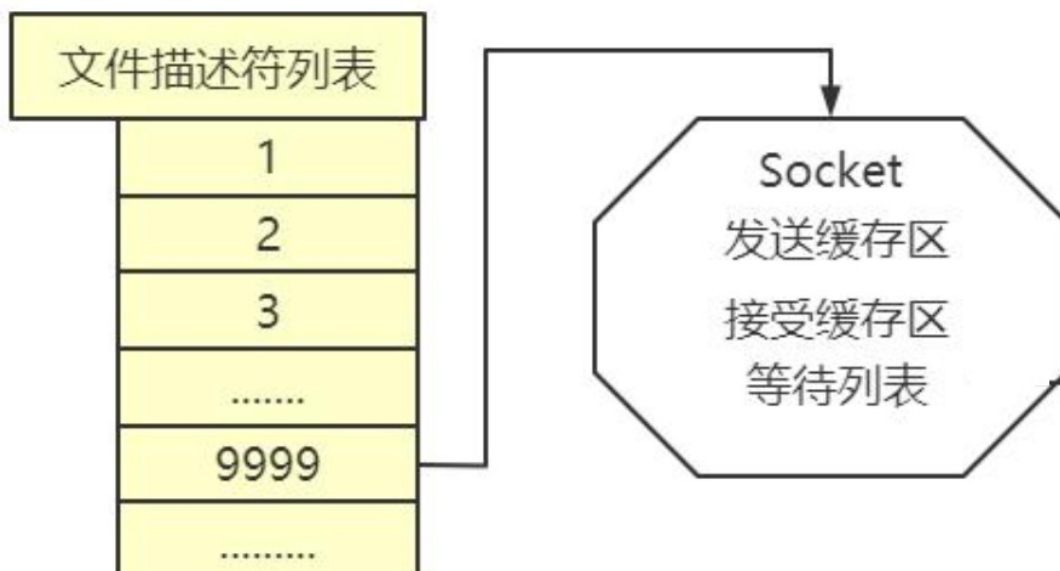 文件描述符列表
1
2
3
.......
9999
.........
Socket
发送缓存区
接受缓存区
等待列表